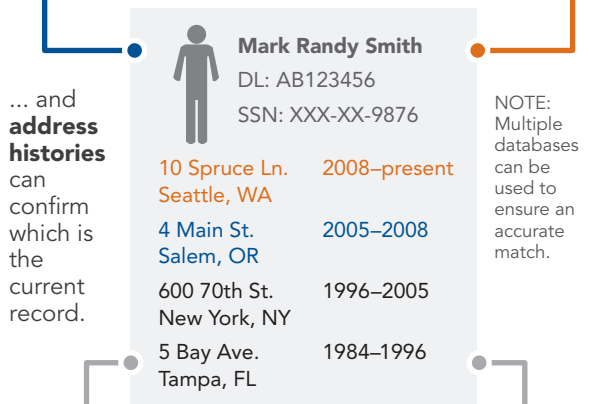 ... and
address
histories
can
confirm
which is
the
current
record.
Mark Randy Smith
DL: AB123456
SSN: XXX-XX-9876
10 Spruce Ln. 2008–present
Seattle, WA
4 Main St. 2005–2008
Salem, OR
600 70th St. 1996–2005
New York, NY
5 Bay Ave. 1984–1996
Tampa, FL
NOTE:
Multiple
databases
can be
used to
ensure an
accurate
match.